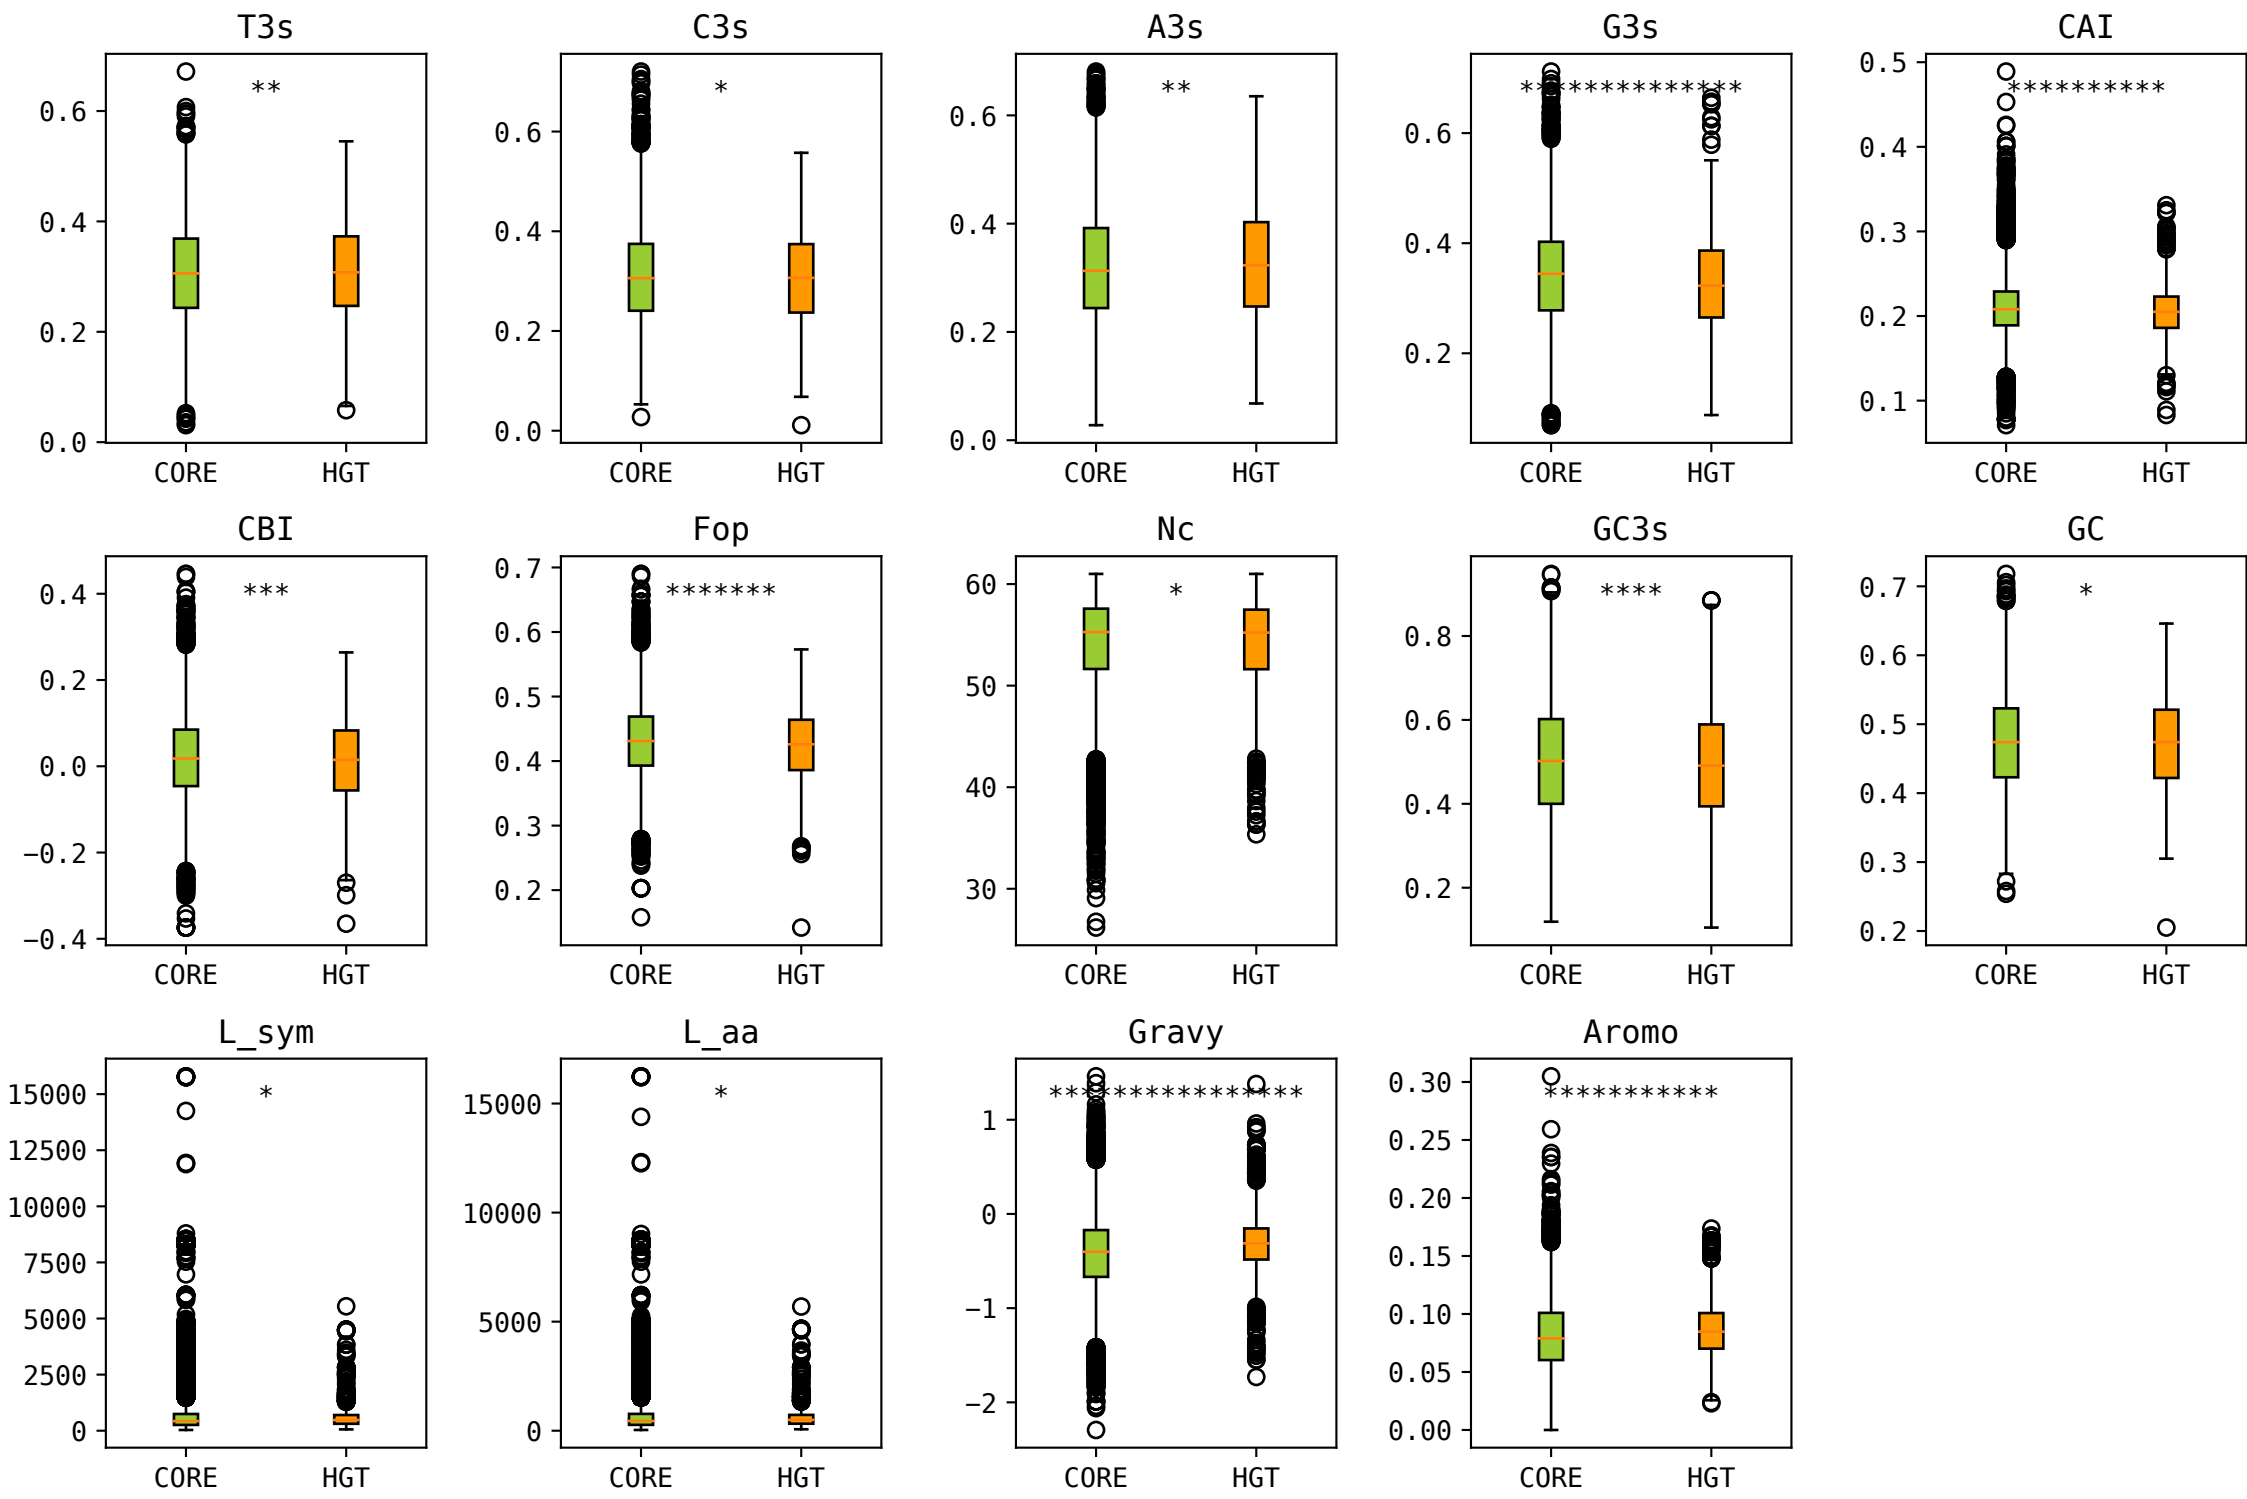 T3s
**
0.6
0.4
0.2
0.0
CORE HGT
C3s
*
0.6
0.4
0.2
0.0
CORE HGT
A3s
**
0.6
0.4
0.2
0.0
CORE HGT
G3s
**************
0.6
0.4
0.2
CORE HGT
CAI
**********
0.5
0.4
0.3
0.2
0.1
CORE HGT
CBI
***
0.4
0.2
0.0
−0.2
−0.4
CORE HGT
Fop
*******
0.7
0.6
0.5
0.4
0.3
0.2
CORE HGT
Nc
*
60
50
40
30
CORE HGT
GC3s
****
0.8
0.6
0.4
0.2
CORE HGT
GC
*
0.7
0.6
0.5
0.4
0.3
0.2
CORE HGT
L_sym
*
15000
12500
10000
7500
5000
2500
0
CORE HGT
L_aa
*
15000
10000
5000
0
CORE HGT
Gravy
****************
1
0
−1
−2
CORE HGT
Aromo
***********
0.30
0.25
0.20
0.15
0.10
0.05
0.00
CORE HGT